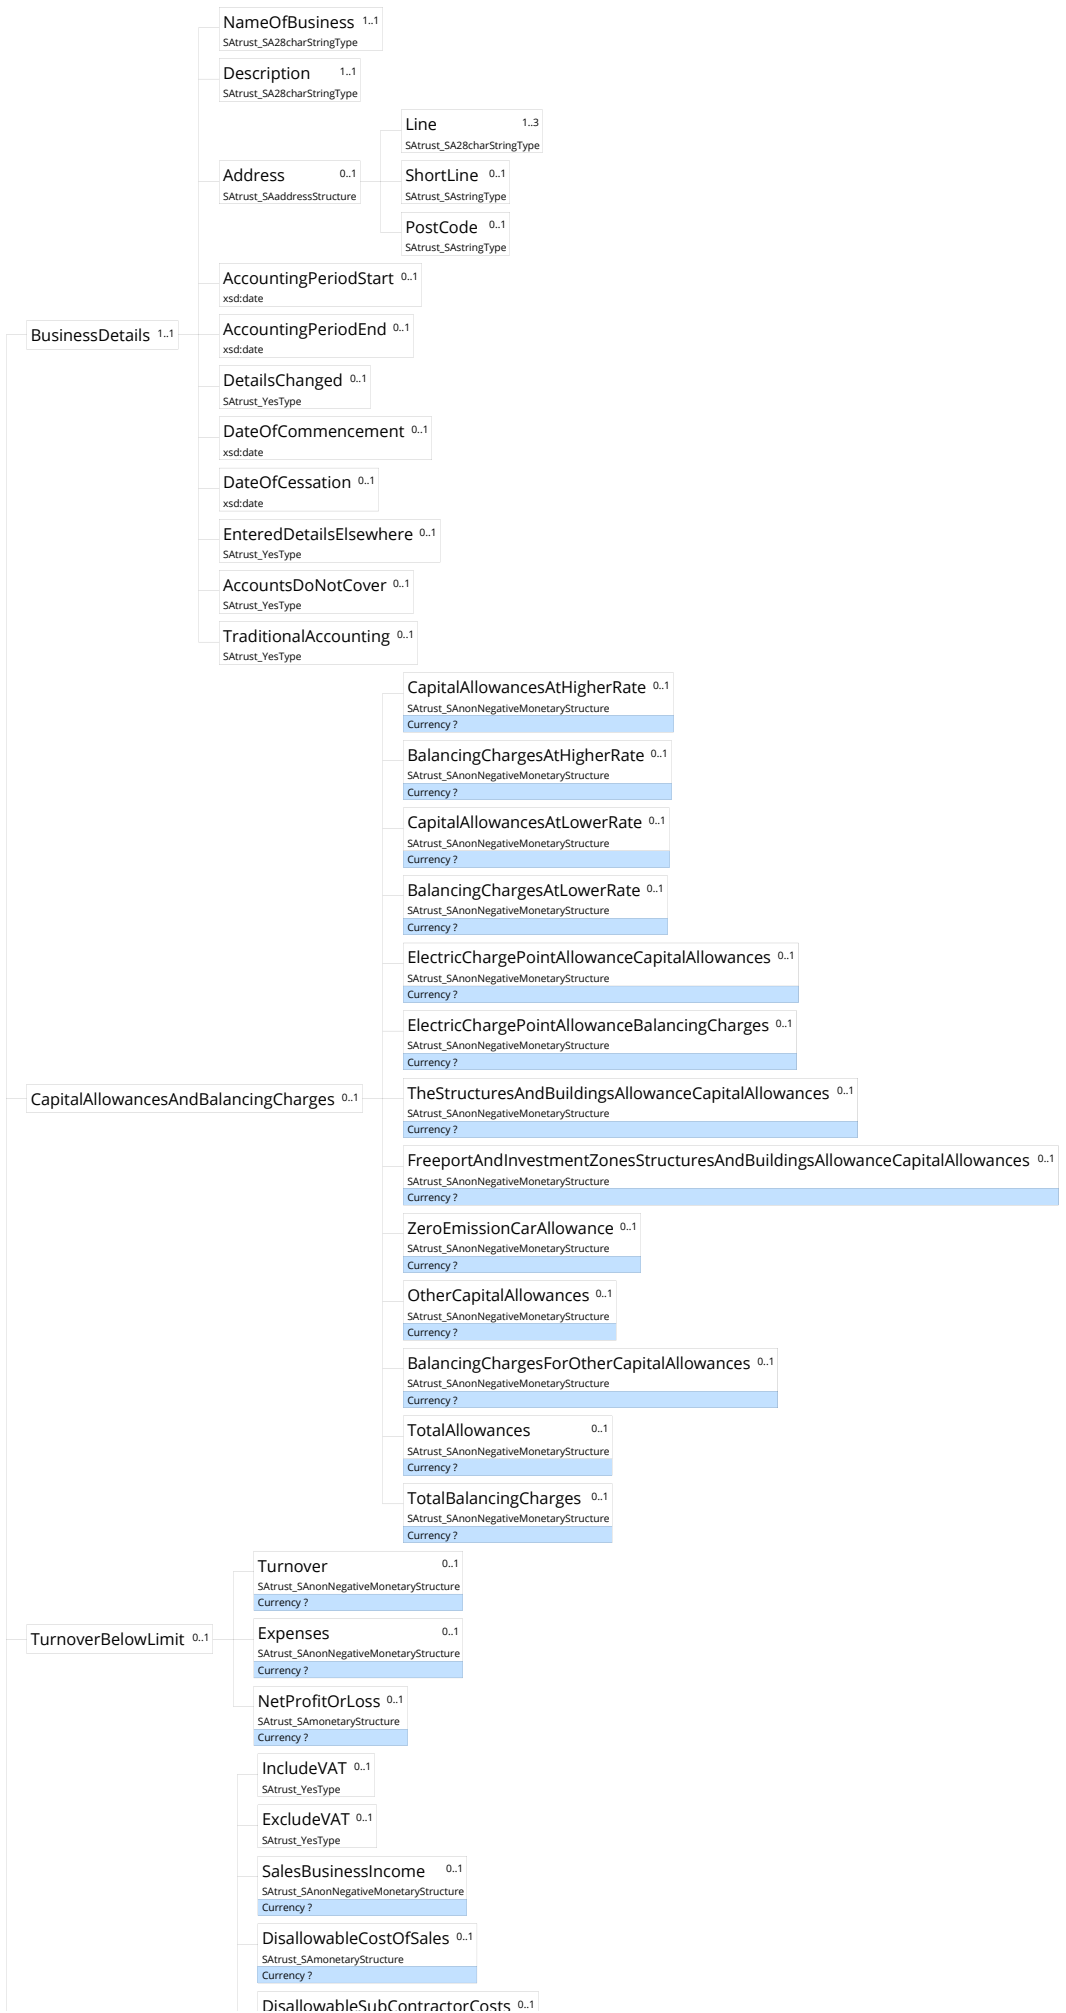 NameOfBusiness 1..1
SAtrust_SA28charStringType
Description 1..1
SAtrust_SA28charStringType
Line 1..3
SAtrust_SA28charStringType
Address 0..1
SAtrust_SAaddressStructure
ShortLine 0..1
SAtrust_SAstringType
PostCode 0..1
SAtrust_SAstringType
AccountingPeriodStart 0..1
xsd:date
BusinessDetails 1..1
AccountingPeriodEnd 0..1
xsd:date
DetailsChanged 0..1
SAtrust_YesType
DateOfCommencement 0..1
xsd:date
DateOfCessation 0..1
xsd:date
EnteredDetailsElsewhere 0..1
SAtrust_YesType
AccountsDoNotCover 0..1
SAtrust_YesType
TraditionalAccounting 0..1
SAtrust_YesType
CapitalAllowancesAtHigherRate 0..1
SAtrust_SAnonNegativeMonetaryStructure
Currency ?
BalancingChargesAtHigherRate 0..1
SAtrust_SAnonNegativeMonetaryStructure
Currency ?
CapitalAllowancesAtLowerRate 0..1
SAtrust_SAnonNegativeMonetaryStructure
Currency ?
BalancingChargesAtLowerRate 0..1
SAtrust_SAnonNegativeMonetaryStructure
Currency ?
ElectricChargePointAllowanceCapitalAllowances 0..1
SAtrust_SAnonNegativeMonetaryStructure
Currency ?
ElectricChargePointAllowanceBalancingCharges 0..1
SAtrust_SAnonNegativeMonetaryStructure
Currency ?
CapitalAllowancesAndBalancingCharges 0..1
TheStructuresAndBuildingsAllowanceCapitalAllowances 0..1
SAtrust_SAnonNegativeMonetaryStructure
Currency ?
FreeportAndInvestmentZonesStructuresAndBuildingsAllowanceCapitalAllowances 0..1
SAtrust_SAnonNegativeMonetaryStructure
Currency ?
ZeroEmissionCarAllowance 0..1
SAtrust_SAnonNegativeMonetaryStructure
Currency ?
OtherCapitalAllowances 0..1
SAtrust_SAnonNegativeMonetaryStructure
Currency ?
BalancingChargesForOtherCapitalAllowances 0..1
SAtrust_SAnonNegativeMonetaryStructure
Currency ?
TotalAllowances 0..1
SAtrust_SAnonNegativeMonetaryStructure
Currency ?
TotalBalancingCharges 0..1
SAtrust_SAnonNegativeMonetaryStructure
Currency ?
Turnover 0..1
SAtrust_SAnonNegativeMonetaryStructure
Currency ?
TurnoverBelowLimit 0..1
Expenses 0..1
SAtrust_SAnonNegativeMonetaryStructure
Currency ?
NetProfitOrLoss 0..1
SAtrust_SAmonetaryStructure
Currency ?
IncludeVAT 0..1
SAtrust_YesType
ExcludeVAT 0..1
SAtrust_YesType
SalesBusinessIncome 0..1
SAtrust_SAnonNegativeMonetaryStructure
Currency ?
DisallowableCostOfSales 0..1
SAtrust_SAmonetaryStructure
Currency ?
DisallowableSubContractorCosts 0..1